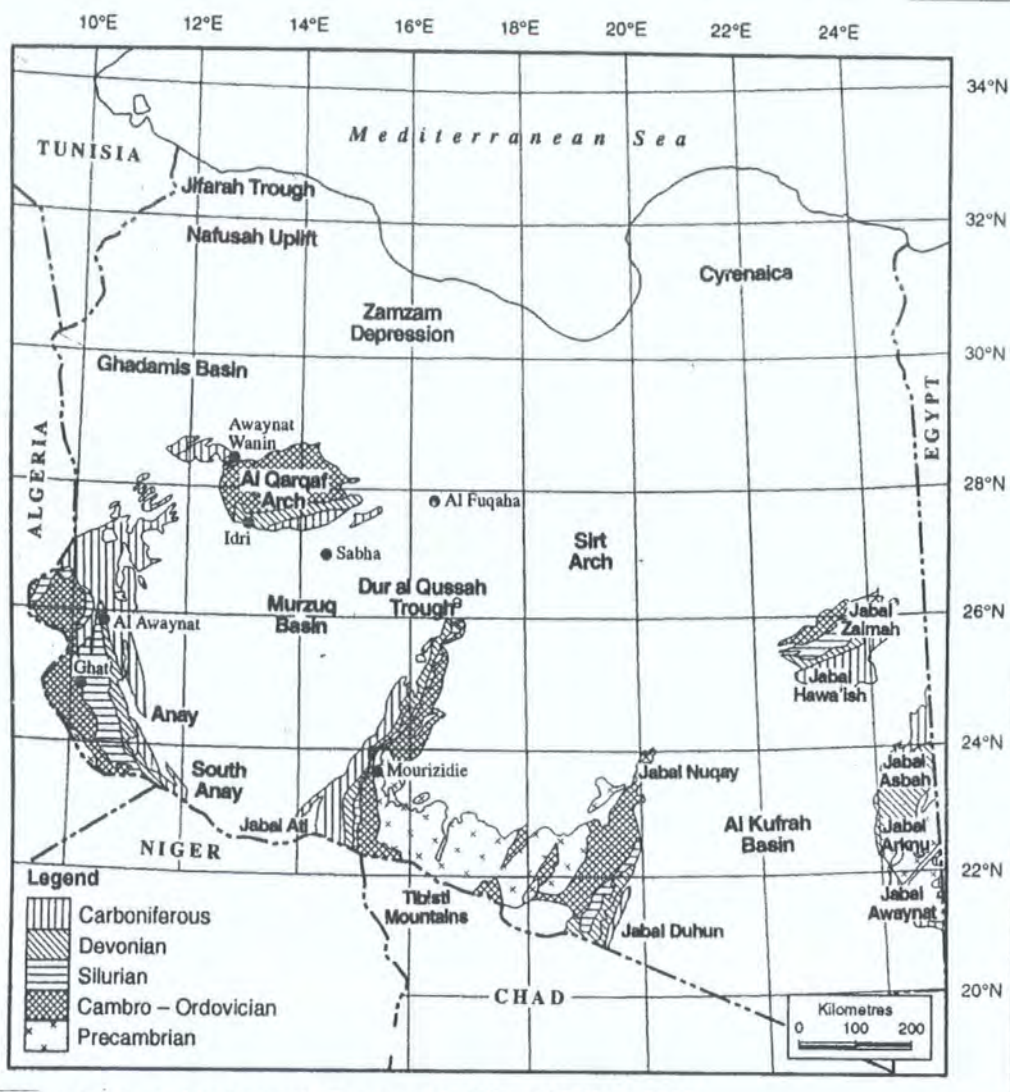 10°E 12°E 14°E 16°E 18°E 20°E 22°E 24°E
34°N
Mediterranean Sea
TUNISIA
Jifarah Trough
32°N
Nafusah Uplift
Cyrenaica
Zamzam
Depression
30°N
Ghadamis Basin
EGYPT
ALGERIA
Awaynat
Wanin
Al Qarqaf
Arch
28°N
Al Fuqaha
Idri
Sabha
Sirt
Arch
Dur al Qussah
Trough
Murzuq
Basin
26°N
Al Awaynat
Jabal
Zalmah
Ghat
Jabal
Hawa'ish
Anay
24°N
South
Anay
Mourizidie
Jabal Nuqay
Jabal
Asbah
Jabal Ati
Al Kufrah
Basin
Jabal
Arknu
NIGER
22°N
Tibisti
Mountains
Jabal
Awaynat
Jabal Duhun
CHAD
20°N
Legend
Carboniferous
Devonian
Silurian
Cambro – Ordovician
Precambrian
Kilometres
0 100 200